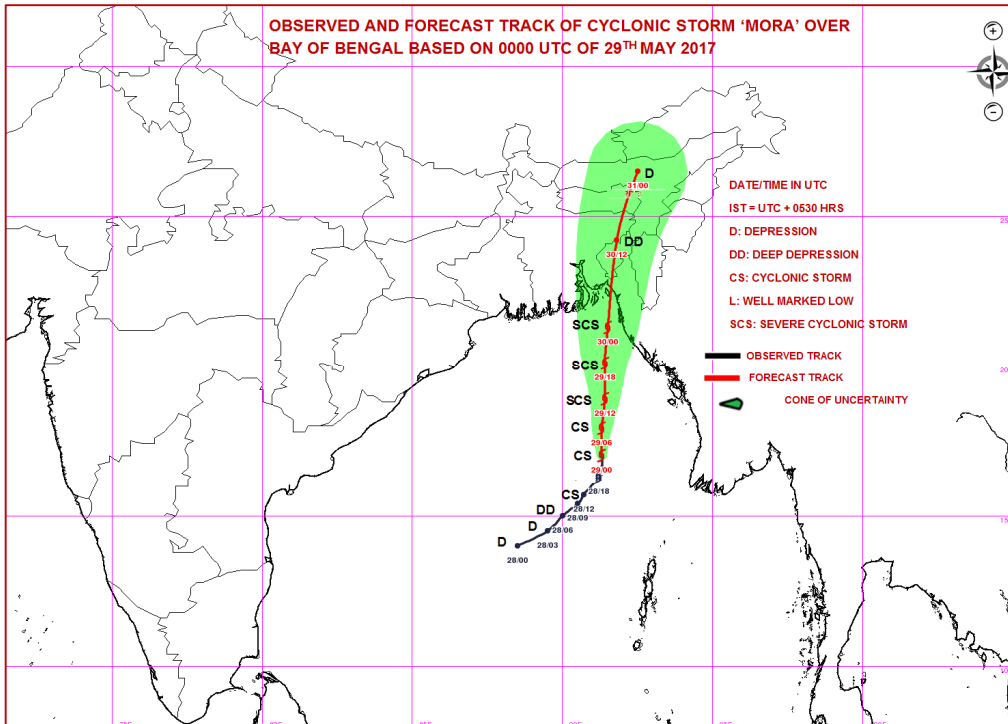 OBSERVED AND FORECAST TRACK OF CYCLONIC STORM ‘MORA’ OVER
BAY OF BENGAL BASED ON 0000 UTC OF 29TH MAY 2017
DATE/TIME IN UTC
IST = UTC + 0530 HRS
D: DEPRESSION
DD: DEEP DEPRESSION
CS: CYCLONIC STORM
L: WELL MARKED LOW
SCS: SEVERE CYCLONIC STORM
OBSERVED TRACK
FORECAST TRACK
CONE OF UNCERTAINTY
D
31/00
DD
30/12
SCS
30/00
SCS
29/18
SCS
29/12
CS
29/06
CS
29/00
28/18
CS
28/12
DD
28/09
D
28/06
28/03
D
28/00